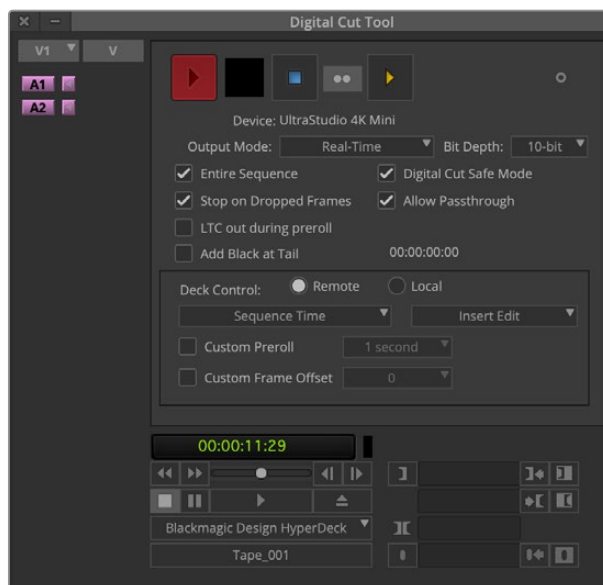 Digital Cut Tool
V1 V
A1
A2
Device: UltraStudio 4K Mini
Output Mode: Real-Time Bit Depth: 10-bit
Entire Sequence Digital Cut Safe Mode
Stop on Dropped Frames Allow Passthrough
LTC out during preroll
Add Black at Tail 00:00:00:00
Deck Control: Remote Local
Sequence Time Insert Edit
Custom Preroll 1 second
Custom Frame Offset 0
00:00:11:29
Blackmagic Design HyperDeck
Tape_001